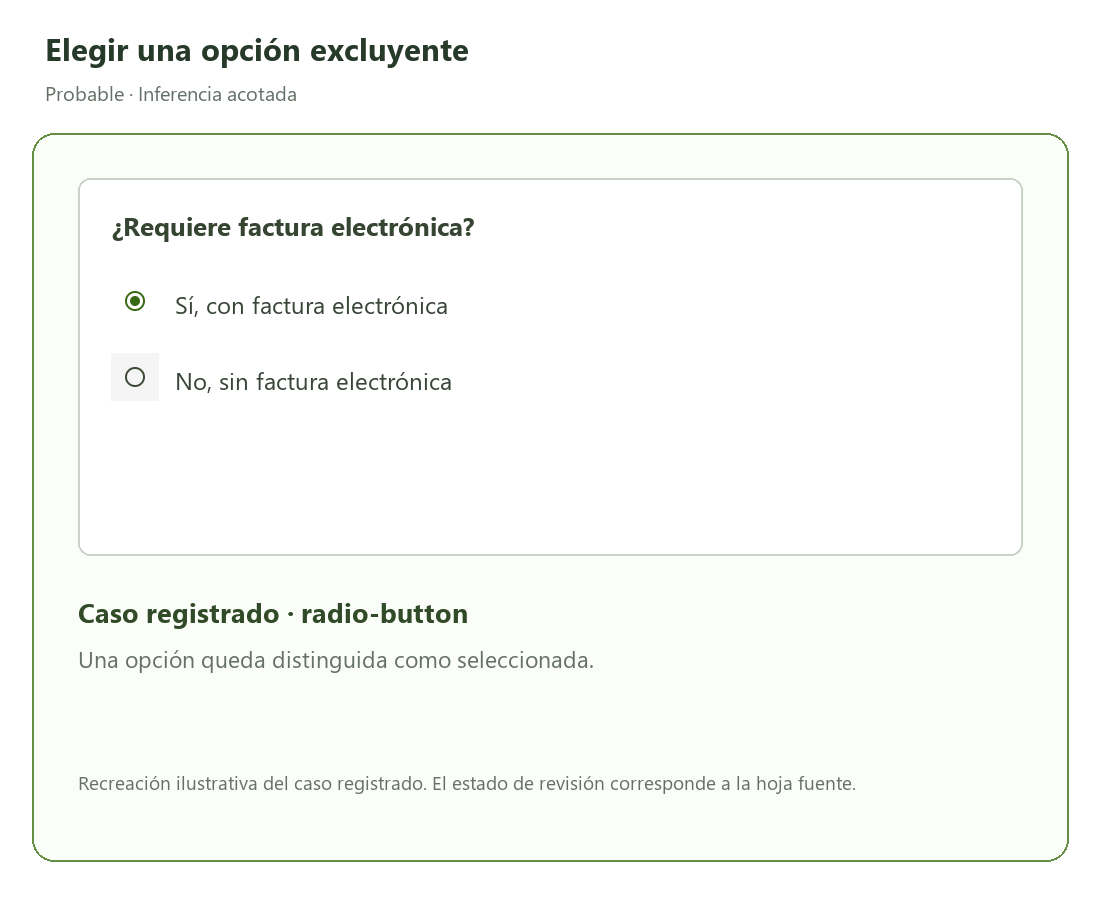 Elegir una opción excluyente
Probable · Inferencia acotada
¿Requiere factura electrónica?
Sí, con factura electrónica
No, sin factura electrónica
Caso registrado · radio-button
Una opción queda distinguida como seleccionada.
Recreación ilustrativa del caso registrado. El estado de revisión corresponde a la hoja fuente.